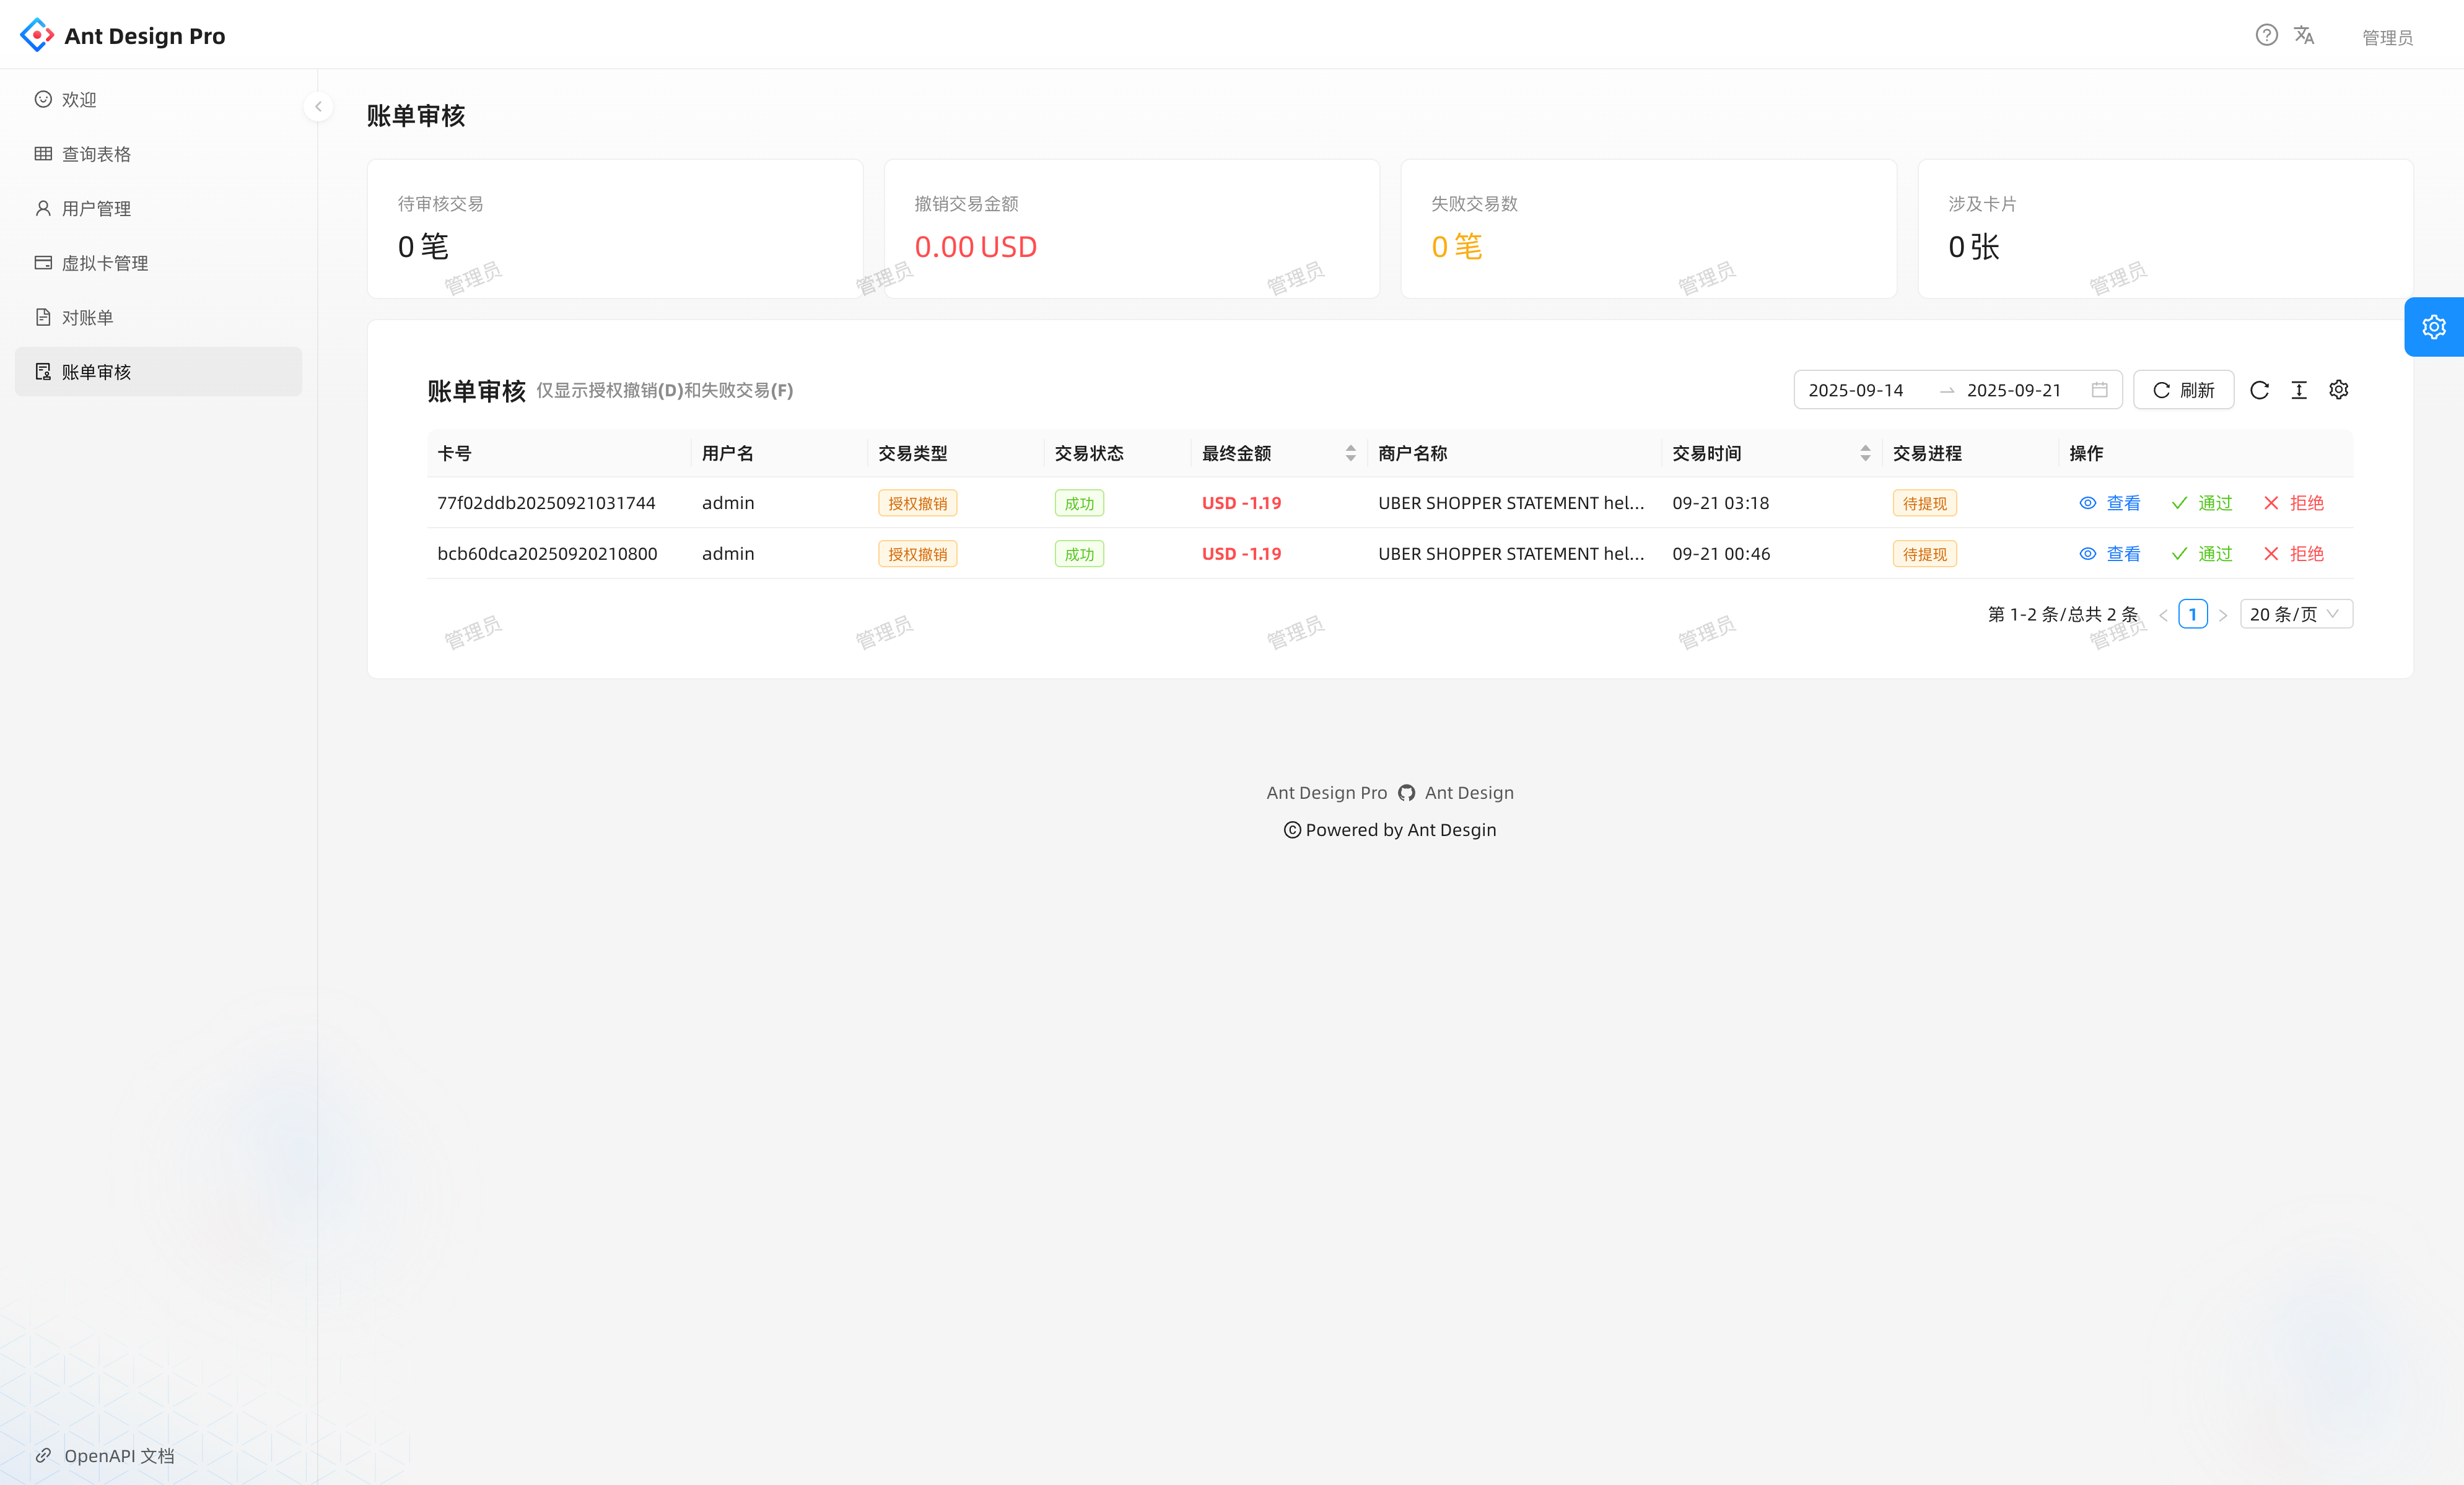 Ant Design Pro
管理员
欢迎
查询表格
用户管理
虚拟卡管理
对账单
账单审核
OpenAPI 文档
账单审核
待审核交易
0 笔
撤销交易金额
0.00 USD
失败交易数
0 笔
涉及卡片
0 张
管理员 管理员 管理员 管理员 管理员
账单审核 仅显示授权撤销(D)和失败交易(F)
2025-09-14 → 2025-09-21 刷新
卡号 用户名 交易类型 交易状态 最终金额 商户名称 交易时间 交易进程 操作
77f02ddb20250921031744 admin 授权撤销 成功 USD -1.19 UBER SHOPPER STATEMENT hel... 09-21 03:18 待提现 查看 通过 拒绝
bcb60dca20250920210800 admin 授权撤销 成功 USD -1.19 UBER SHOPPER STATEMENT hel... 09-21 00:46 待提现 查看 通过 拒绝
第 1-2 条/总共 2 条 < 1 > 20 条/页
管理员 管理员 管理员 管理员 管理员
Ant Design Pro Ant Design
© Powered by Ant Desgin